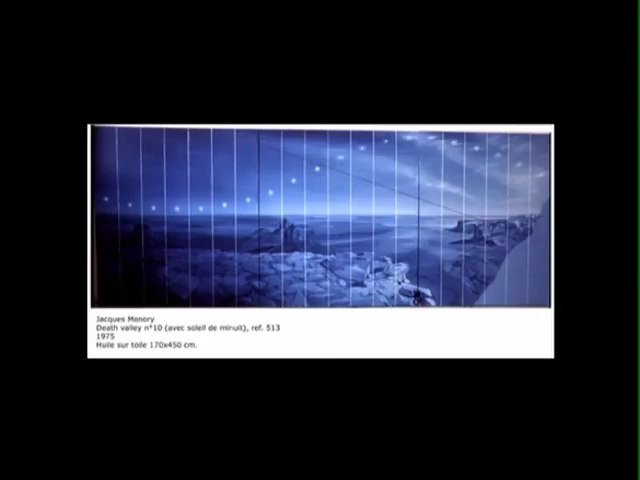 Jacques Monory
Death valley n°10 (avec soleil de minuit), ref. 513
1975
Huile sur toile 170x450 cm.